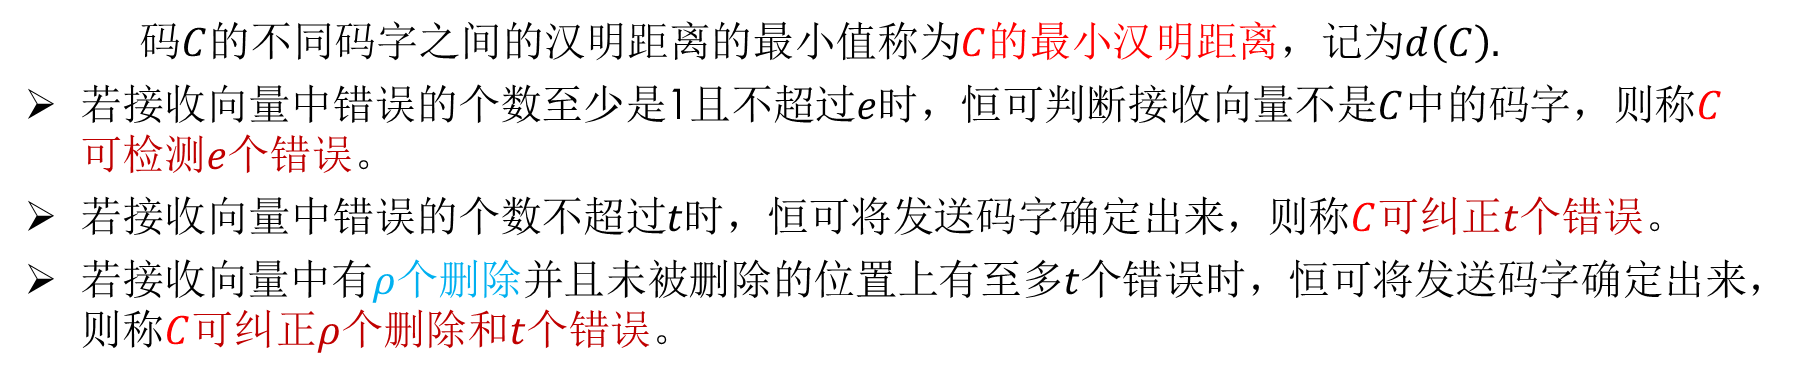 码C的不同码字之间的汉明距离的最小值称为C的最小汉明距离，记为d(C).
➢ 若接收向量中错误的个数至少是1且不超过e时，恒可判断接收向量不是C中的码字，则称C
可检测e个错误。
➢ 若接收向量中错误的个数不超过t时，恒可将发送码字确定出来，则称C可纠正t个错误。
➢ 若接收向量中有ρ个删除并且未被删除的位置上有至多t个错误时，恒可将发送码字确定出来，
则称C可纠正ρ个删除和t个错误。